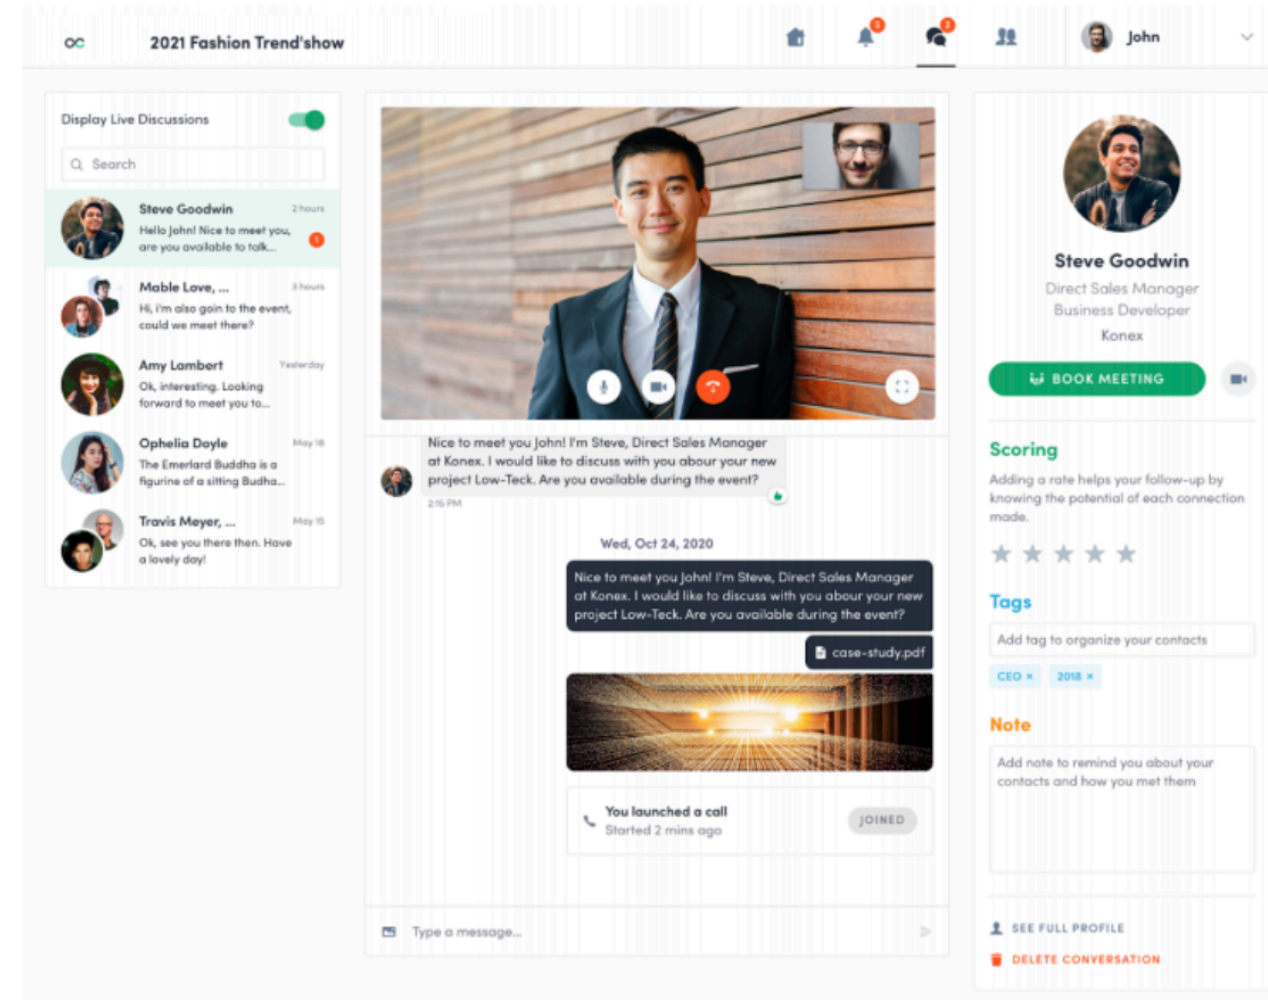 2021 Fashion Trend'show
5
2
John
Display Live Discussions
Search
Steve Goodwin
2 hours
Hello John! Nice to meet you,
are you available to talk...
1
Mable Love, ...
3 hours
Hi, i'm also goin to the event,
could we meet there?
Amy Lambert
Yesterday
Ok, interesting. Looking
forward to meet you to...
Ophelia Doyle
May 18
The Emerlard Buddha is a
figurine of a sitting Budha...
Travis Meyer, ...
May 15
Ok, see you there then. Have
a lovely day!
Nice to meet you John! I'm Steve, Direct Sales Manager
at Konex. I would like to discuss with you abour your new
project Low-Teck. Are you available during the event?
2:15 PM
Wed, Oct 24, 2020
Nice to meet you John! I'm Steve, Direct Sales Manager
at Konex. I would like to discuss with you abour your new
project Low-Teck. Are you available during the event?
case-study.pdf
You launched a call
Started 2 mins ago
JOINED
Type a message...
Steve Goodwin
Direct Sales Manager
Business Developer
Konex
BOOK MEETING
Scoring
Adding a rate helps your follow-up by
knowing the potential of each connection
made.
Tags
Add tag to organize your contacts
CEO ×
2018 ×
Note
Add note to remind you about your
contacts and how you met them
SEE FULL PROFILE
DELETE CONVERSATION